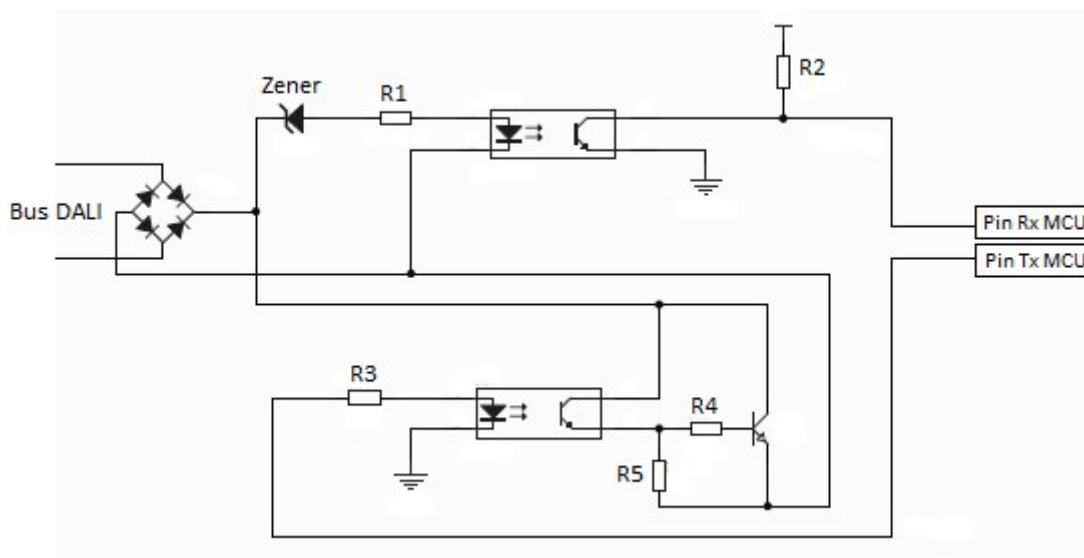 Zener
R1
R2
Bus DALI
Pin Rx MCU
Pin Tx MCU
R3
R4
R5